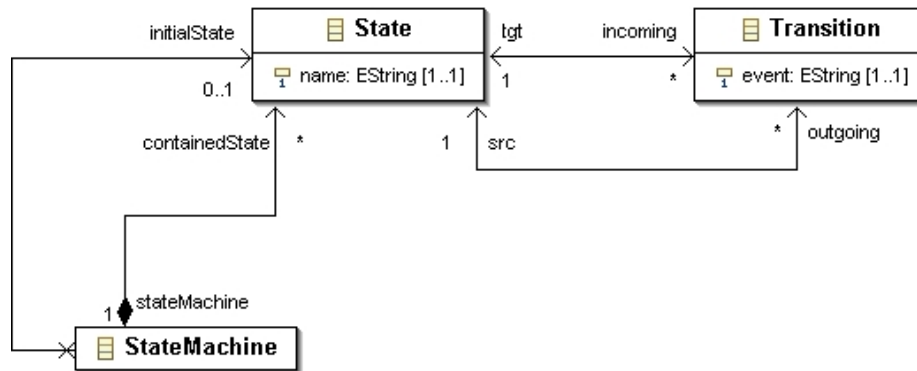 State
name: EString [1..1]
Transition
event: EString [1..1]
initialState
0..1
containedState
*
tgt
1
incoming
*
1
src
*
outgoing
1
stateMachine
StateMachine